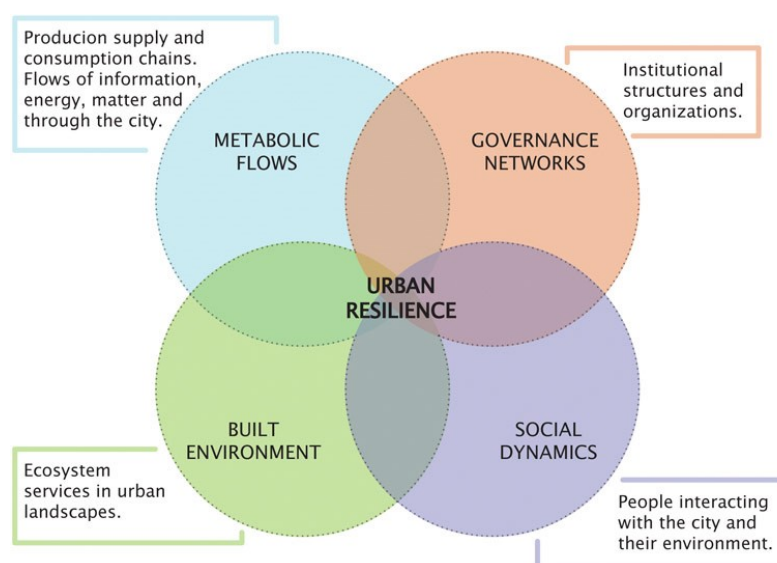 Producion supply and
consumption chains.
Flows of information,
energy, matter and
through the city.
METABOLIC
FLOWS
GOVERNANCE
NETWORKS
Institutional
structures and
organizations.
URBAN
RESILIENCE
BUILT
ENVIRONMENT
SOCIAL
DYNAMICS
Ecosystem
services in urban
landscapes.
People interacting
with the city and
their environment.